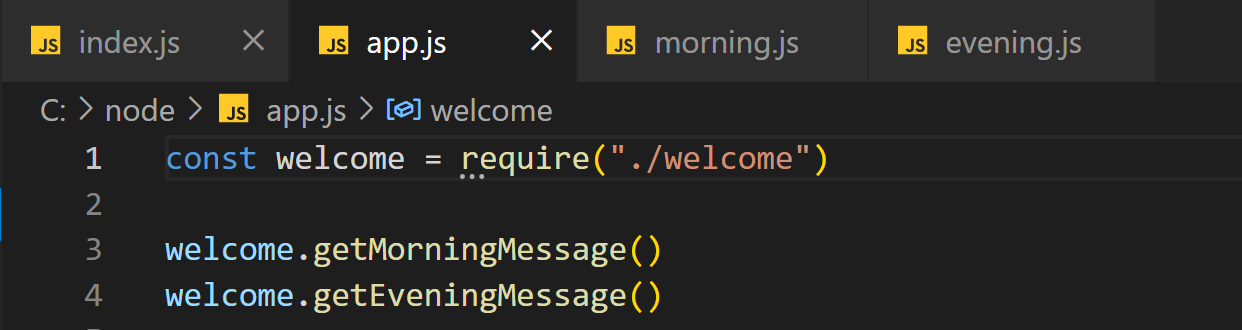 JS index.js
JS app.js
JS morning.js
JS evening.js
C: > node > JS app.js > welcome
1 const welcome = require("./welcome")
2
3 welcome.getMorningMessage()
4 welcome.getEveningMessage()